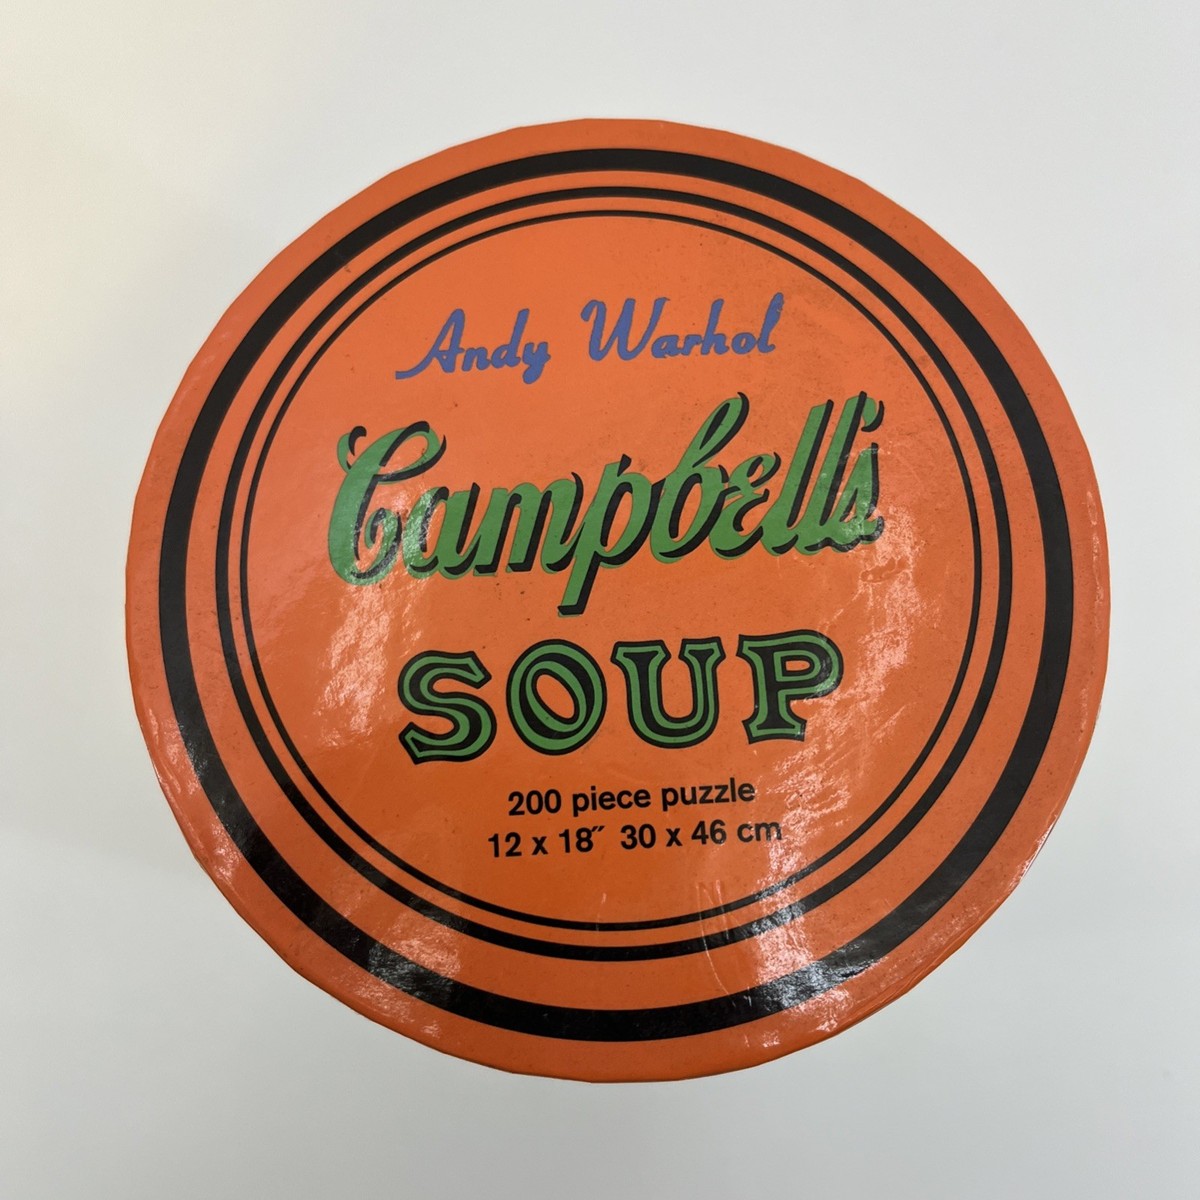 Andy Warhol
Campbell's
SOUP
200 piece puzzle
12 x 18″ 30 x 46 cm